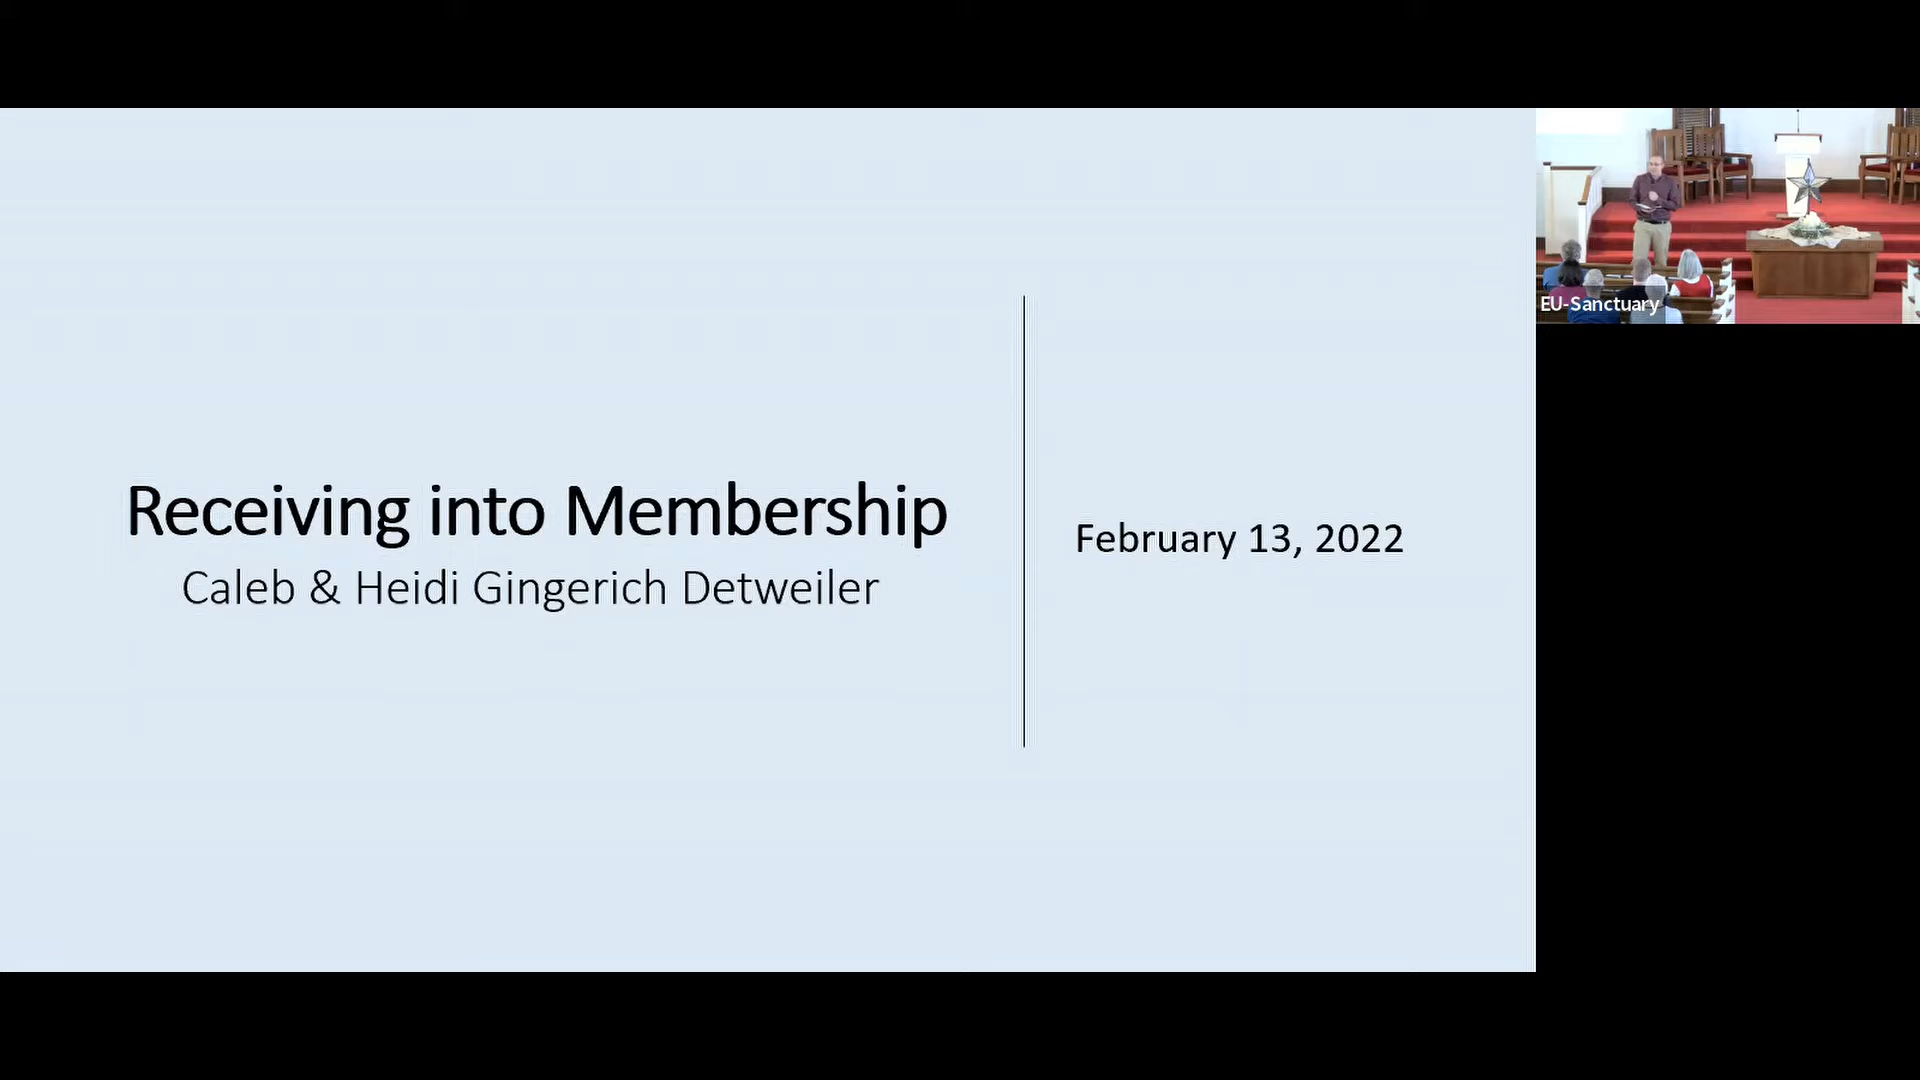 Receiving into Membership
Caleb & Heidi Gingerich Detweiler
February 13, 2022
EU-Sanctuary